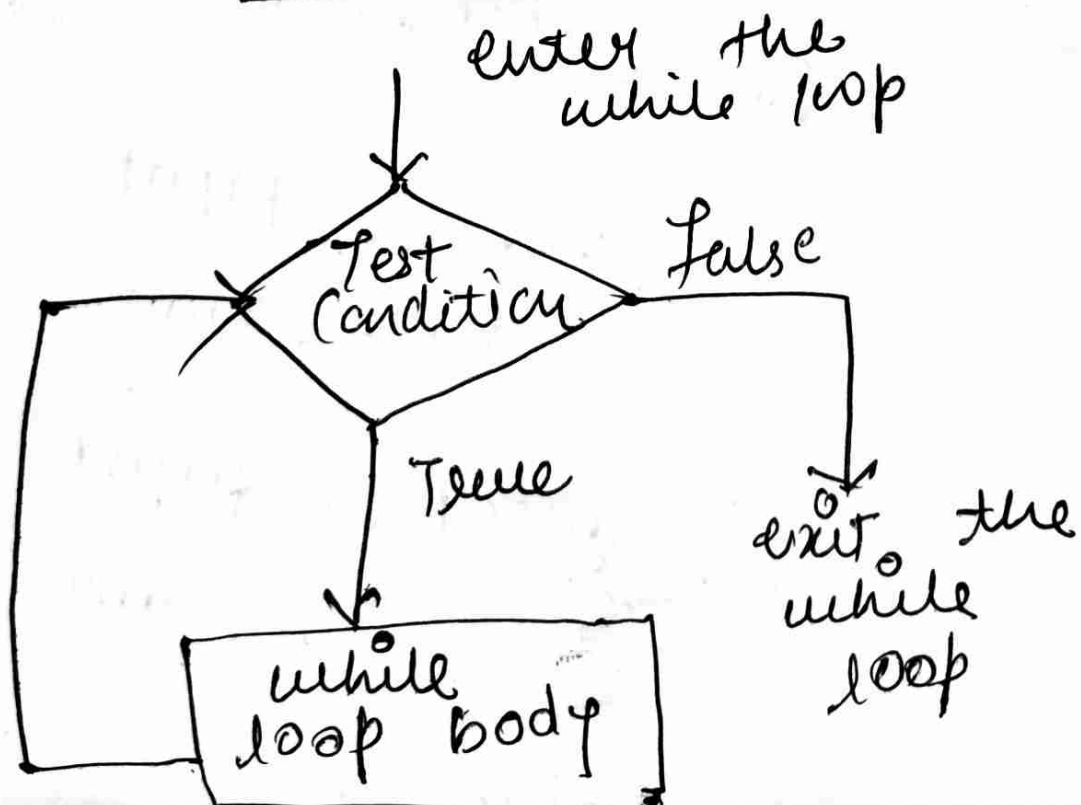 enter the
while loop
Test
Condition
False
True
exit the
while
loop
while
loop body